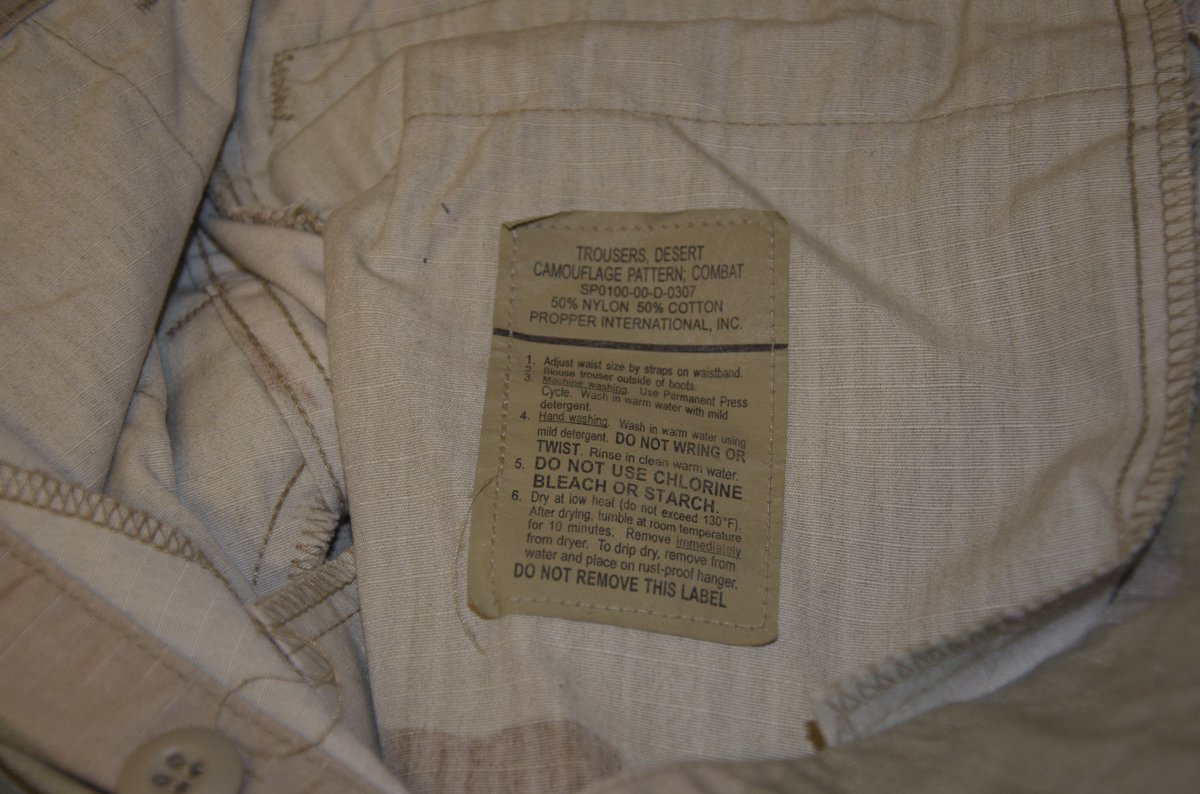 TROUSERS, DESERT
CAMOUFLAGE PATTERN; COMBAT
SP0100-00-D-0307
50% NYLON 50% COTTON
PROPPER INTERNATIONAL, INC.
1. Adjust waist size by straps on waistband.
2. Blouse trouser outside of boots.
3. Machine washing. Use Permanent Press
Cycle. Wash in warm water with mild
detergent.
4. Hand washing. Wash in warm water using
mild detergent. DO NOT WRING OR
TWIST. Rinse in clean warm water.
5. DO NOT USE CHLORINE
BLEACH OR STARCH.
6. Dry at low heat (do not exceed 130°F).
After drying, tumble at room temperature
for 10 minutes. Remove immediately
from dryer. To drip dry, remove from
water and place on rust-proof hanger.
DO NOT REMOVE THIS LABEL